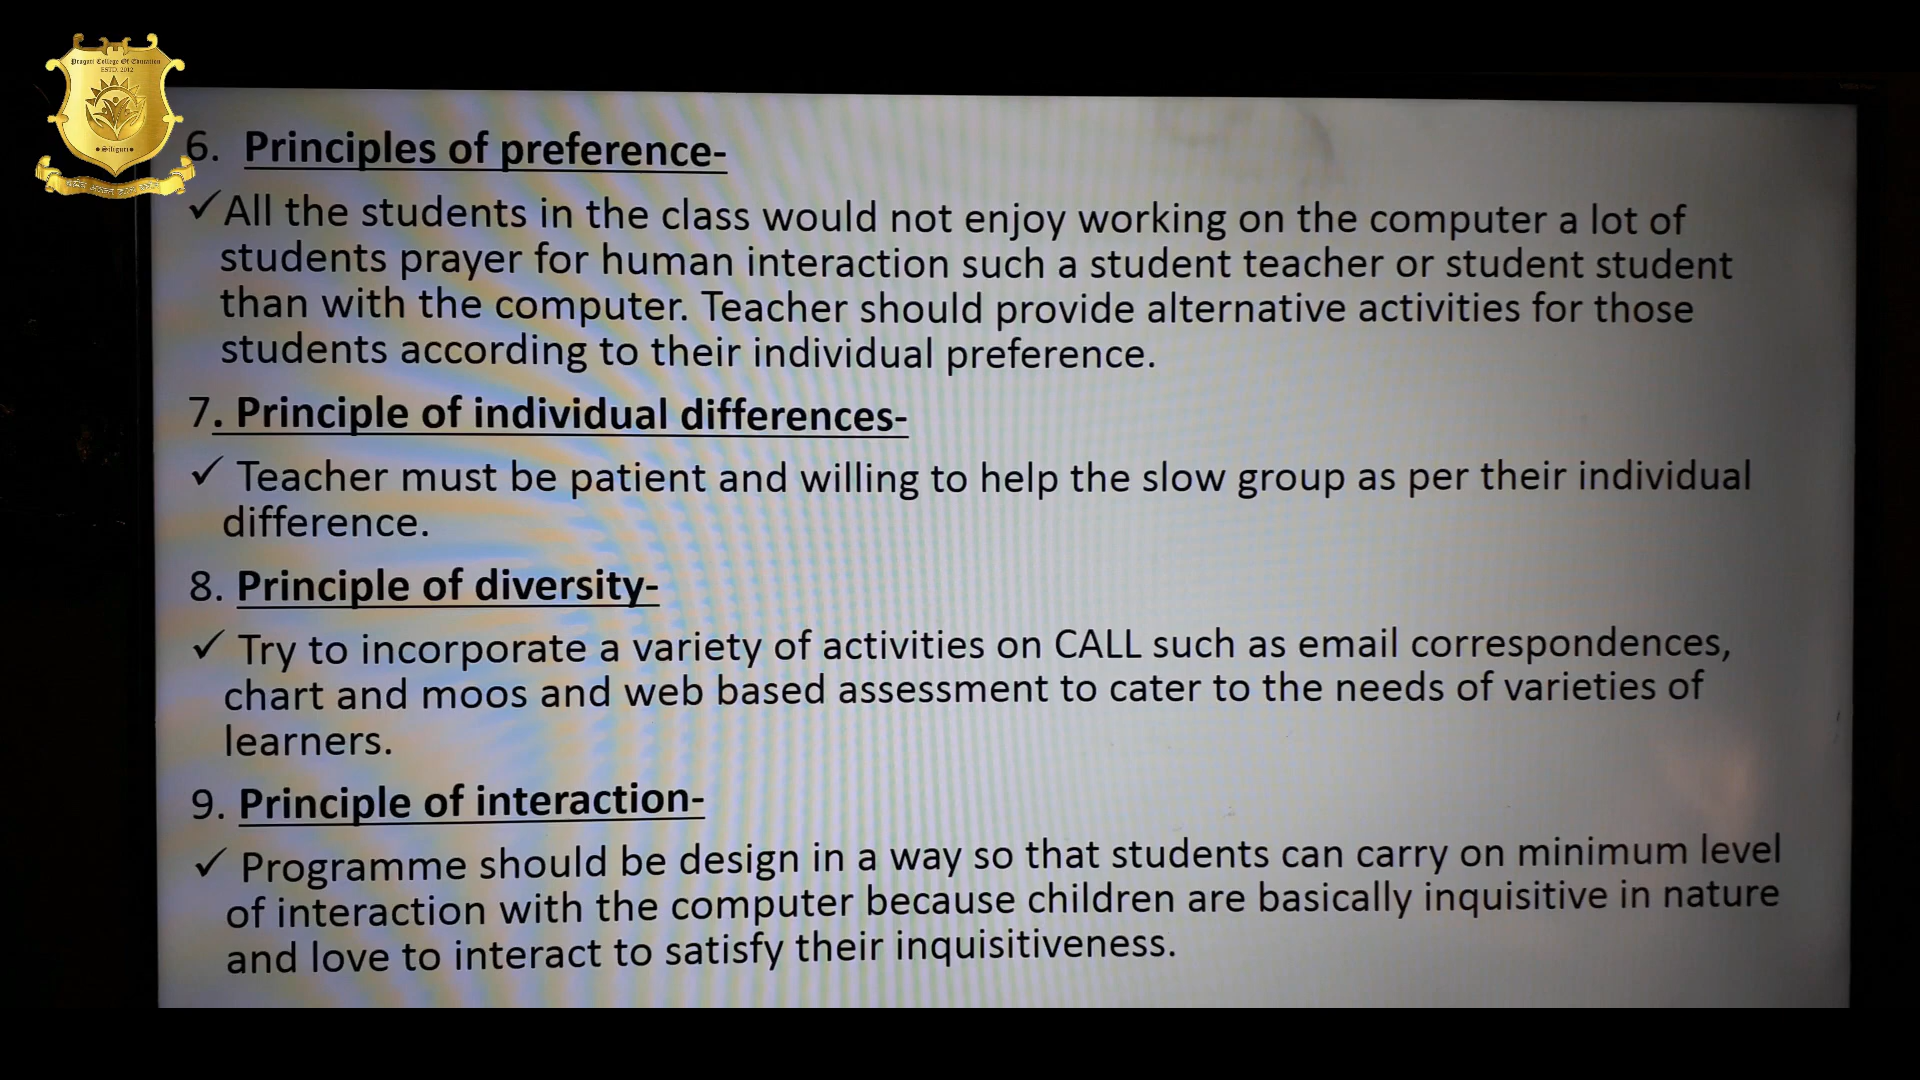 Pragati College Of Education
ESTD. 2012
•Siliguri•
6. Principles of preference-
✓All the students in the class would not enjoy working on the computer a lot of
students prayer for human interaction such a student teacher or student student
than with the computer. Teacher should provide alternative activities for those
students according to their individual preference.
7. Principle of individual differences-
✓ Teacher must be patient and willing to help the slow group as per their individual
difference.
8. Principle of diversity-
✓ Try to incorporate a variety of activities on CALL such as email correspondences,
chart and moos and web based assessment to cater to the needs of varieties of
learners.
9. Principle of interaction-
✓ Programme should be design in a way so that students can carry on minimum level
of interaction with the computer because children are basically inquisitive in nature
and love to interact to satisfy their inquisitiveness.